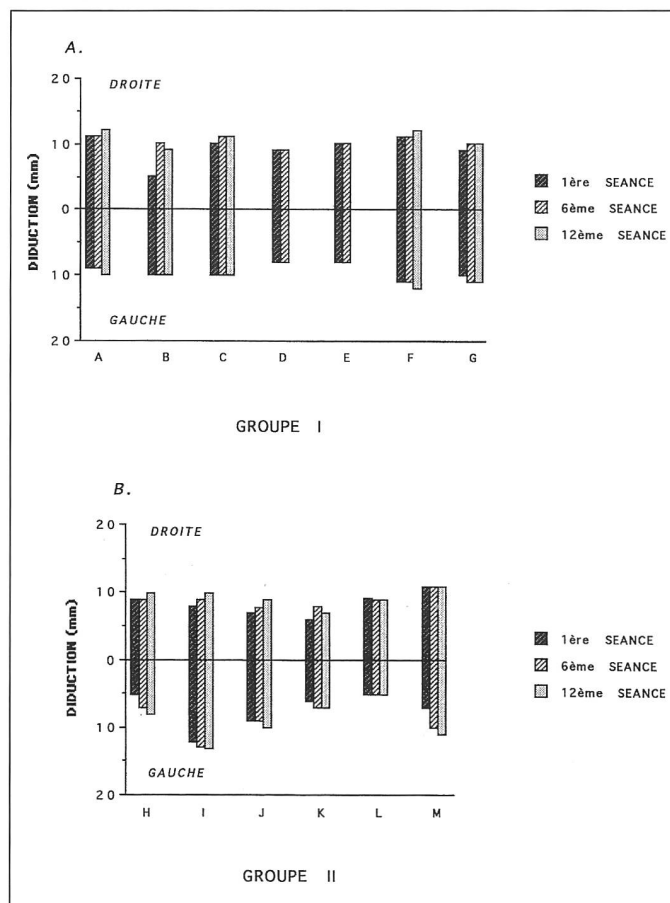 A.
20
DROITE
10
0
10
20
DIDUCTION (mm)
GAUCHE
A B C D E F G
1ère SEANCE
6ème SEANCE
12ème SEANCE
GROUPE I
B.
20
DROITE
10
0
10
20
DIDUCTION (mm)
GAUCHE
H I J K L M
1ère SEANCE
6ème SEANCE
12ème SEANCE
GROUPE II